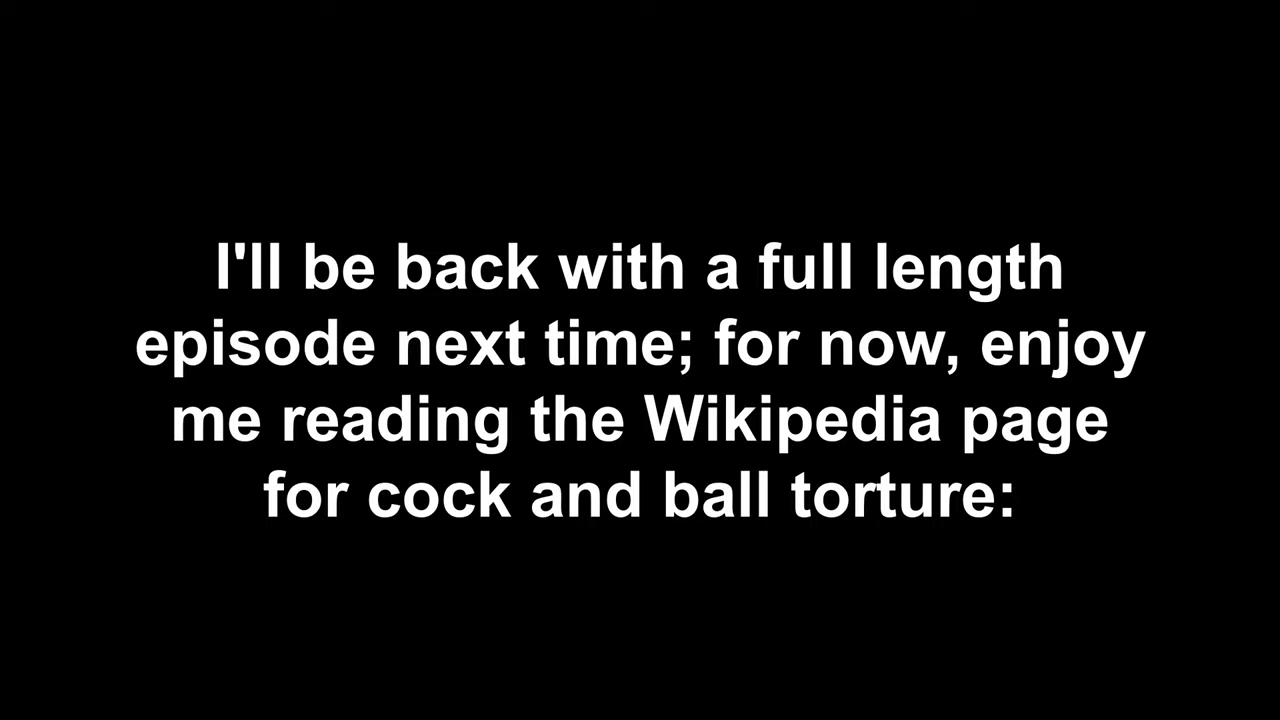 I'll be back with a full length
episode next time; for now, enjoy
me reading the Wikipedia page
for cock and ball torture: